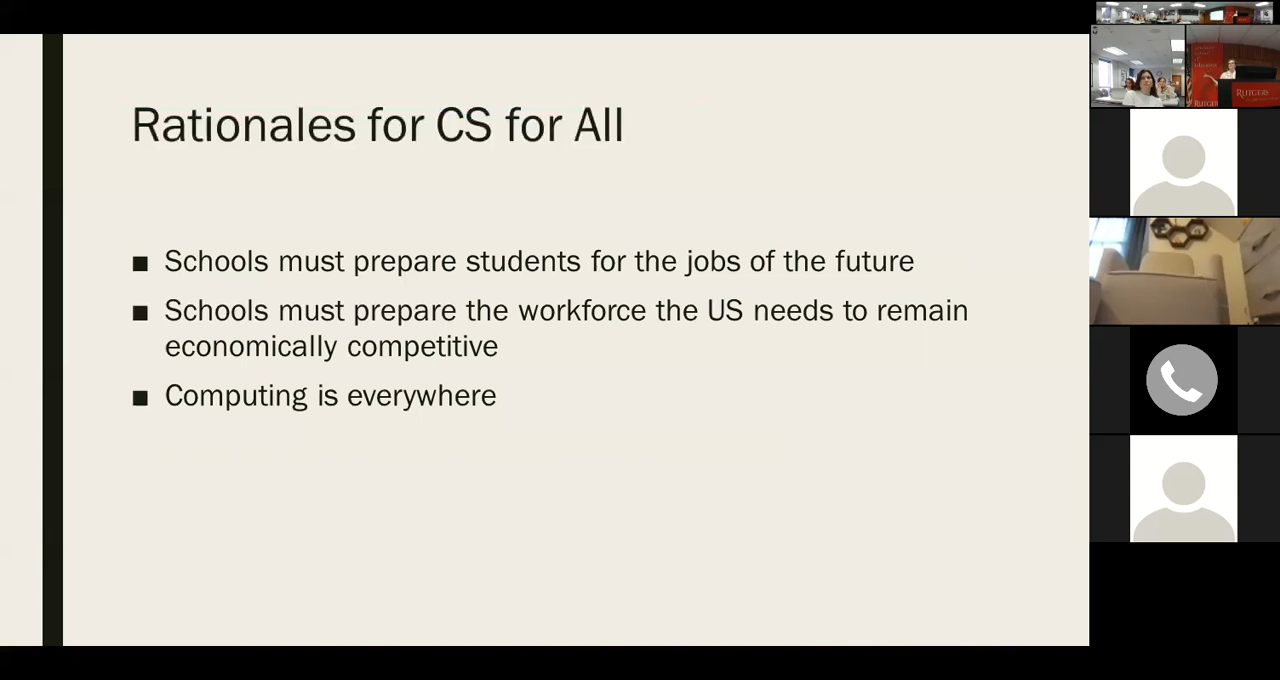 Rationales for CS for All
■ Schools must prepare students for the jobs of the future
■ Schools must prepare the workforce the US needs to remain
economically competitive
■ Computing is everywhere
RUTGERS